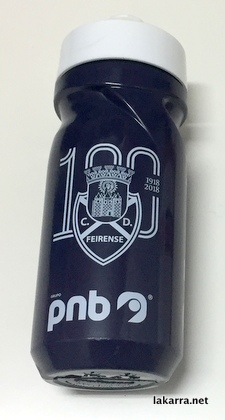 100
1918
2018
C. D.
FEIRENSE
pnb ®
lakarra.net